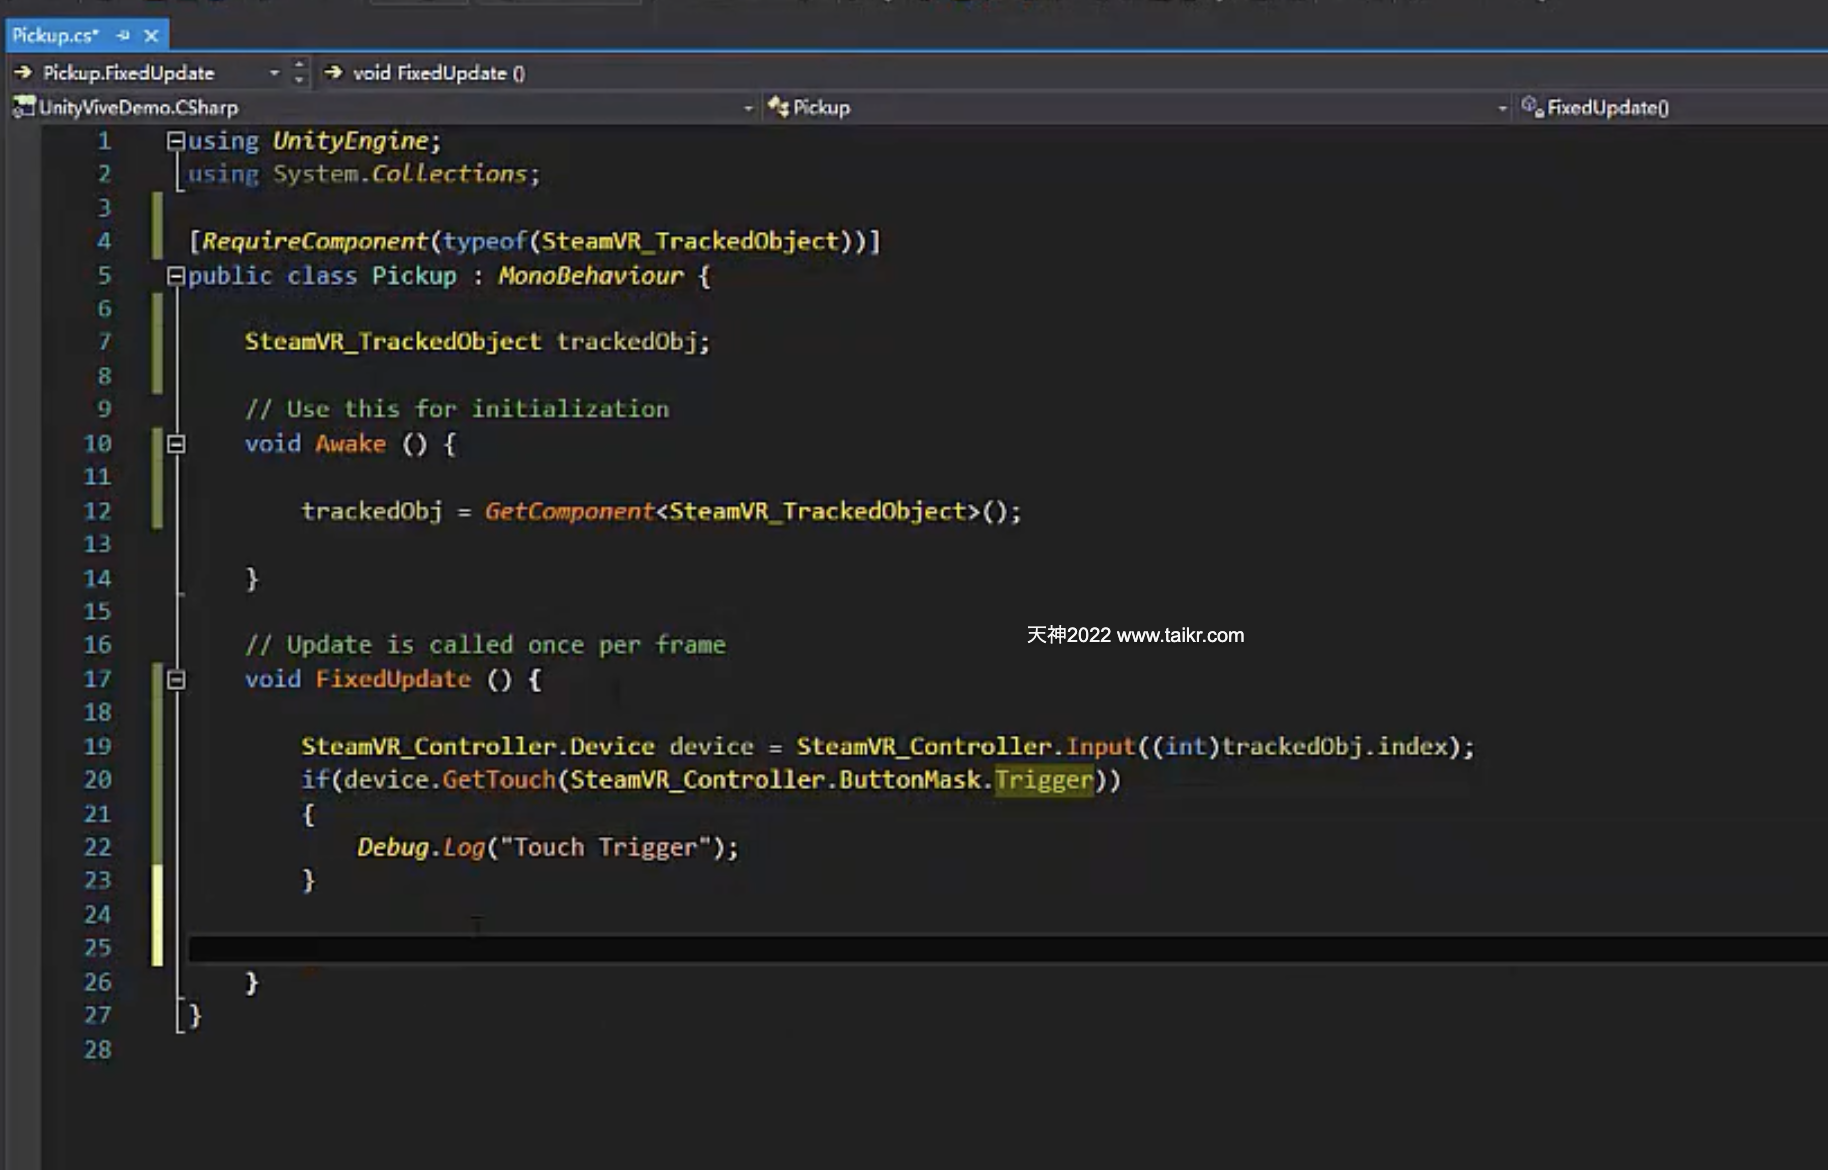 Pickup.cs*
Pickup.FixedUpdate void FixedUpdate ()
UnityViveDemo.CSharp Pickup FixedUpdate()
1 using UnityEngine;
2 using System.Collections;
3
4 [RequireComponent(typeof(SteamVR_TrackedObject))]
5 public class Pickup : MonoBehaviour {
6
7 SteamVR_TrackedObject trackedObj;
8
9 // Use this for initialization
10 void Awake () {
11
12 trackedObj = GetComponent<SteamVR_TrackedObject>();
13
14 }
15
16 // Update is called once per frame
天神2022 www.taikr.com
17 void FixedUpdate () {
18
19 SteamVR_Controller.Device device = SteamVR_Controller.Input((int)trackedObj.index);
20 if(device.GetTouch(SteamVR_Controller.ButtonMask.Trigger))
21 {
22 Debug.Log("Touch Trigger");
23 }
24
25
26 }
27 }
28